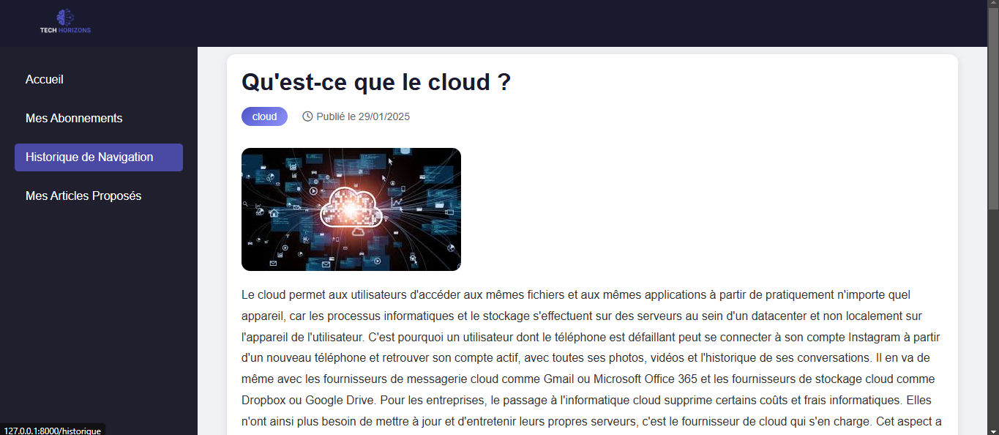 TECH HORIZONS
Accueil
Mes Abonnements
Historique de Navigation
Mes Articles Proposés
Qu'est-ce que le cloud ?
cloud
Publié le 29/01/2025
Le cloud permet aux utilisateurs d'accéder aux mêmes fichiers et aux mêmes applications à partir de pratiquement n'importe quel
appareil, car les processus informatiques et le stockage s'effectuent sur des serveurs au sein d'un datacenter et non localement sur
l'appareil de l'utilisateur. C'est pourquoi un utilisateur dont le téléphone est défaillant peut se connecter à son compte Instagram à partir
d'un nouveau téléphone et retrouver son compte actif, avec toutes ses photos, vidéos et l'historique de ses conversations. Il en va de
même avec les fournisseurs de messagerie cloud comme Gmail ou Microsoft Office 365 et les fournisseurs de stockage cloud comme
Dropbox ou Google Drive. Pour les entreprises, le passage à l'informatique cloud supprime certains coûts et frais informatiques. Elles
n'ont ainsi plus besoin de mettre à jour et d'entretenir leurs propres serveurs, c'est le fournisseur de cloud qui s'en charge. Cet aspect a
127.0.0.1:8000/historique